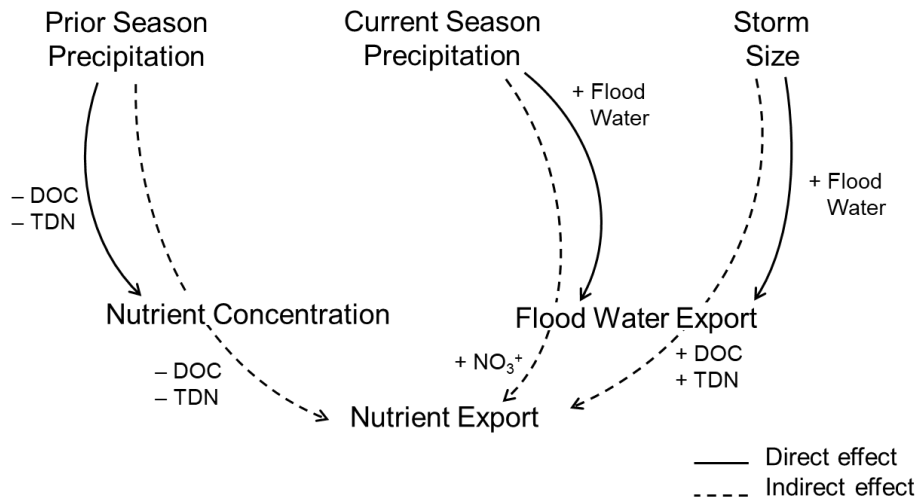 Prior Season
Precipitation
Current Season
Precipitation
Storm
Size
+ Flood
Water
– DOC
– TDN
+ Flood
Water
Nutrient Concentration
Flood Water Export
– DOC
– TDN
+ NO₃⁺
+ DOC
+ TDN
Nutrient Export
Direct effect
Indirect effect